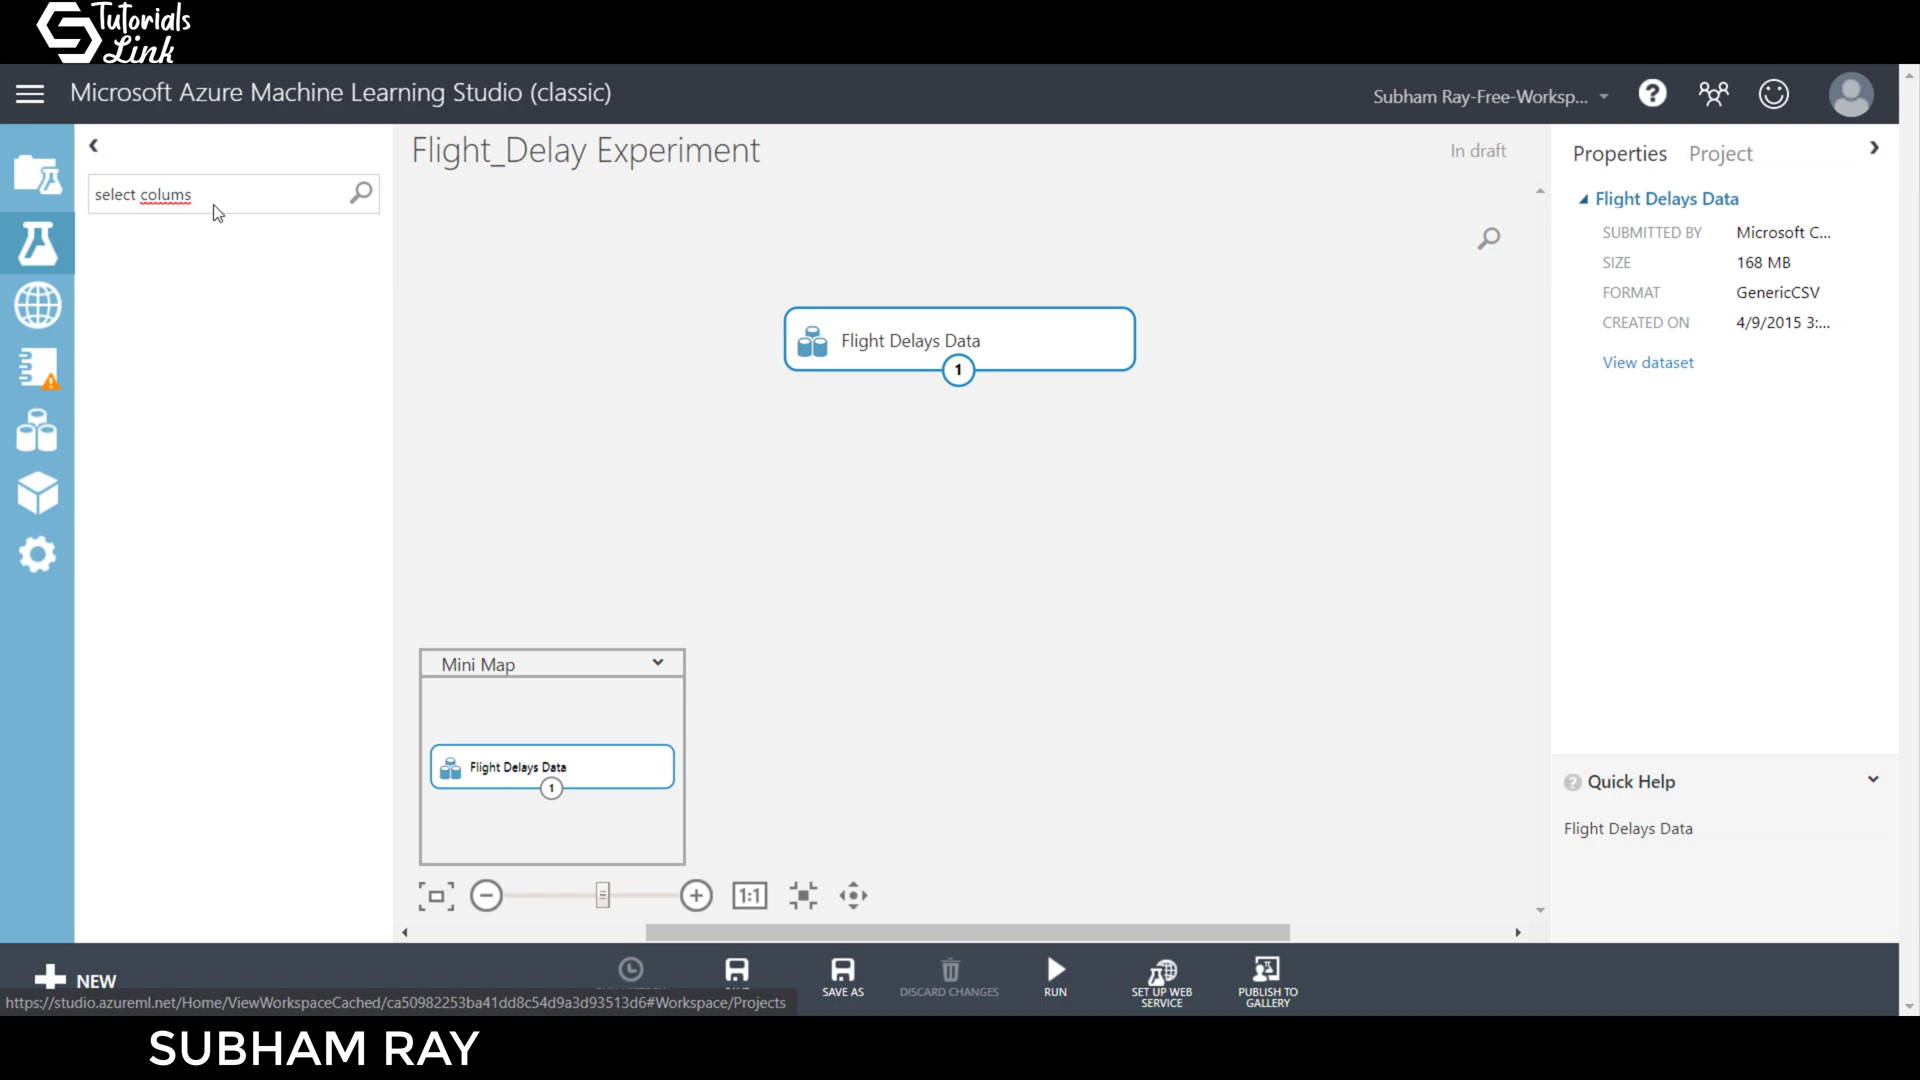 Tutorials
Link
Microsoft Azure Machine Learning Studio (classic)
Subham Ray-Free-Worksp...
select colums
Flight_Delay Experiment
In draft
Flight Delays Data
1
Mini Map
Flight Delays Data
1
1:1
Properties
Project
Flight Delays Data
SUBMITTED BY Microsoft C...
SIZE 168 MB
FORMAT GenericCSV
CREATED ON 4/9/2015 3:...
View dataset
Quick Help
Flight Delays Data
NEW
SAVE AS
DISCARD CHANGES
RUN
SET UP WEB
SERVICE
PUBLISH TO
GALLERY
https://studio.azureml.net/Home/ViewWorkspaceCached/ca50982253ba41dd8c54d9a3d93513d6#Workspace/Projects
SUBHAM RAY